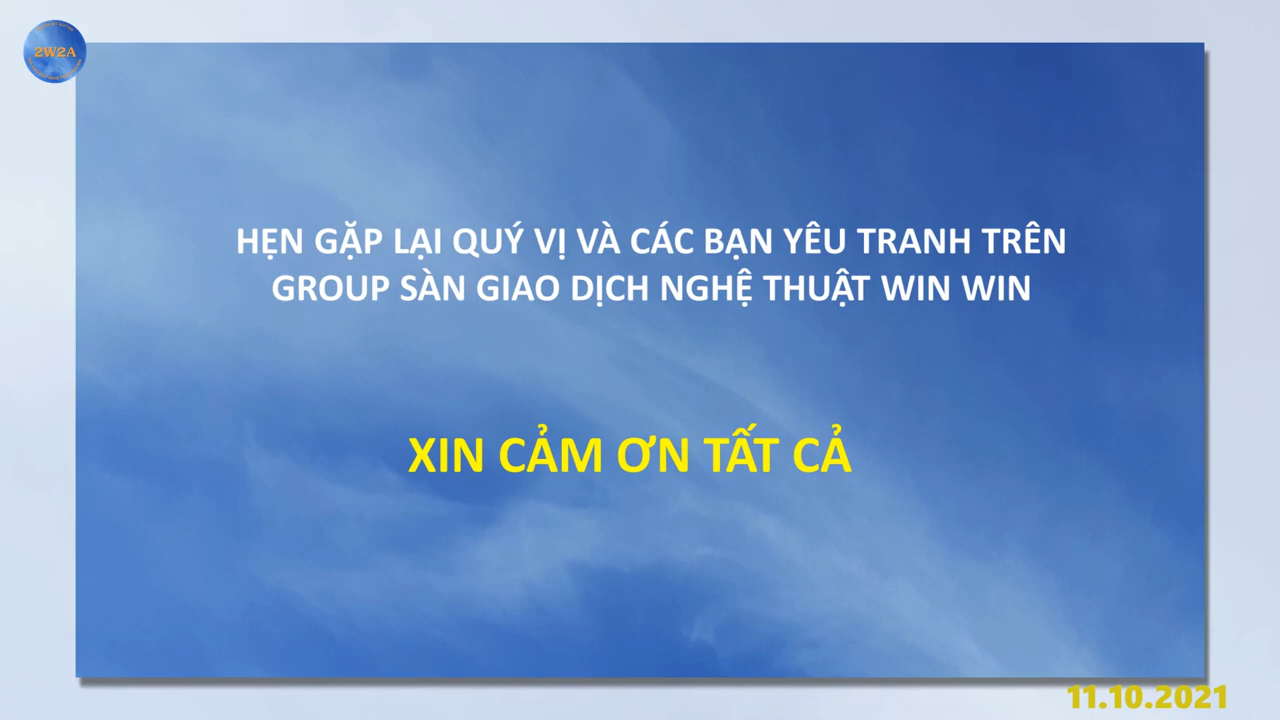 2W2A
HẸN GẶP LẠI QUÝ VỊ VÀ CÁC BẠN YÊU TRANH TRÊN
GROUP SÀN GIAO DỊCH NGHỆ THUẬT WIN WIN
XIN CẢM ƠN TẤT CẢ
11.10.2021